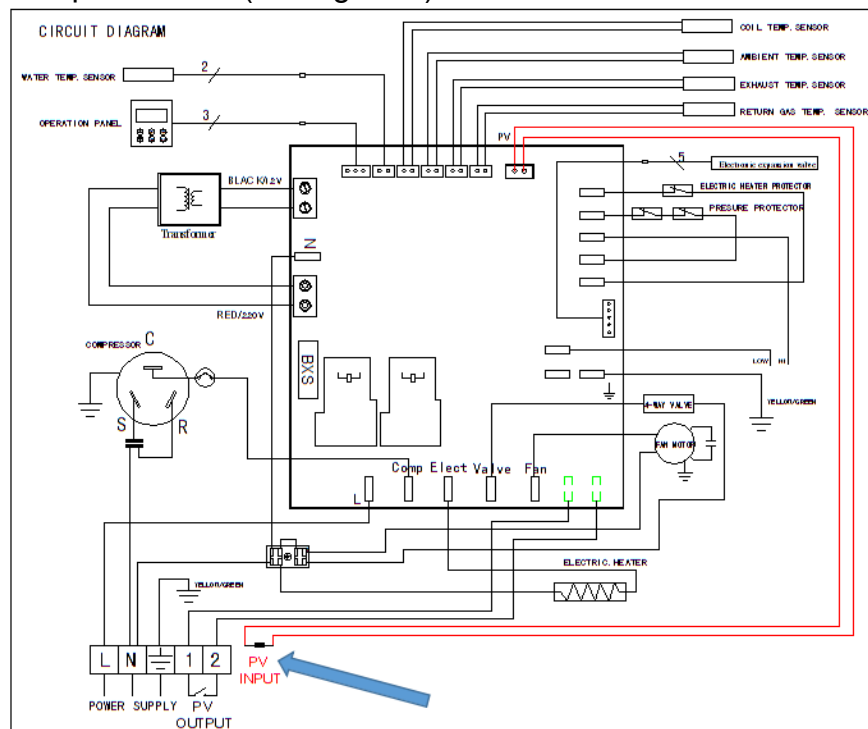 CIRCUIT DIAGRAM
COIL TEMP. SENSOR
AMBIENT TEMP. SENSOR
WATER TEMP. SENSOR
2
EXHAUST TEMP. SENSOR
OPERATION PANEL
3
RETURN GAS TEMP. SENSOR
PV
5
Electronic expansion valve
BLACK/12V
ELECTRIC HEATER PROTECTOR
PRESURE PROTECTOR
Transformer
N
RED/220V
COMPRESSOR
C
BXS
LOW
HI
S
R
4-WAY VALVE
YELLOW/GREEN
FAN MOTOR
L
Comp Elect Valve Fan
ELECTRIC. HEATER
YELLOW/GREEN
L N 1 2
PV
INPUT
POWER SUPPLY PV
OUTPUT